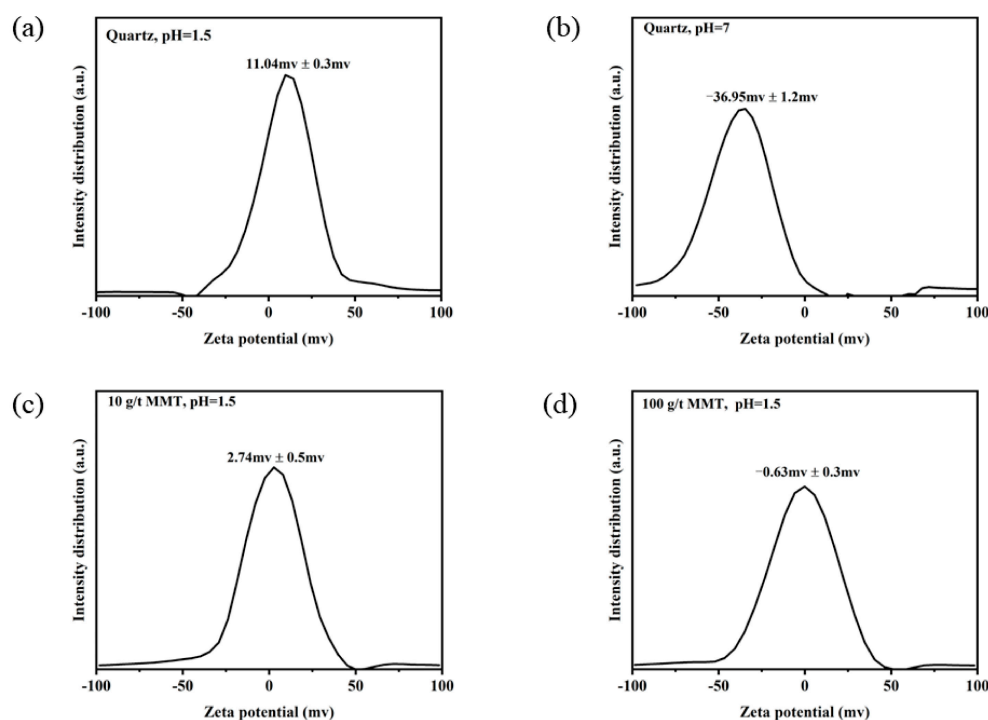 (a)
Quartz, pH=1.5
11.04mv ± 0.3mv
Intensity distribution (a.u.)
-100 -50 0 50 100
Zeta potential (mv)
(b)
Quartz, pH=7
−36.95mv ± 1.2mv
Intensity distribution (a.u.)
-100 -50 0 50 100
Zeta potential (mv)
(c)
10 g/t MMT, pH=1.5
2.74mv ± 0.5mv
Intensity distribution (a.u.)
-100 -50 0 50 100
Zeta potential (mv)
(d)
100 g/t MMT, pH=1.5
−0.63mv ± 0.3mv
Intensity distribution (a.u.)
-100 -50 0 50 100
Zeta potential (mv)